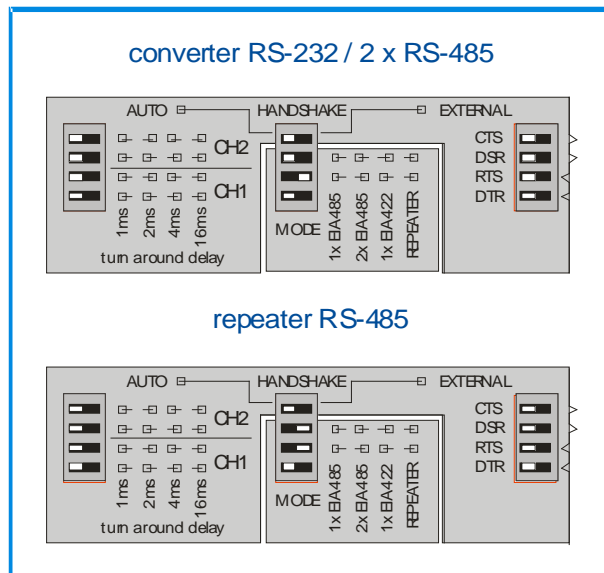 converter RS-232 / 2 x RS-485
AUTO HANDSHAKE EXTERNAL
CTS
CH2
DSR
RTS
CH1
DTR
1ms
2ms
4ms
16ms
MODE
1x EIA485
2x EIA485
1x EIA422
REPEATER
turn around delay
repeater RS-485
AUTO HANDSHAKE EXTERNAL
CTS
CH2
DSR
RTS
CH1
DTR
1ms
2ms
4ms
16ms
MODE
1x EIA485
2x EIA485
1x EIA422
REPEATER
turn around delay